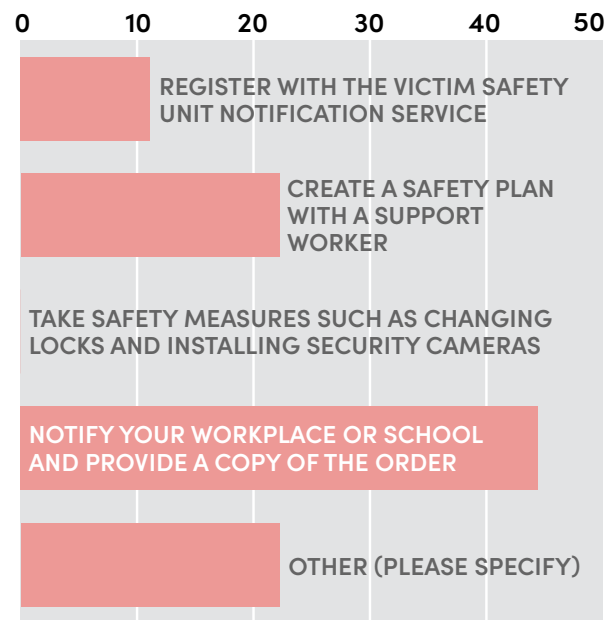 0 10 20 30 40 50
REGISTER WITH THE VICTIM SAFETY
UNIT NOTIFICATION SERVICE
CREATE A SAFETY PLAN
WITH A SUPPORT
WORKER
TAKE SAFETY MEASURES SUCH AS CHANGING
LOCKS AND INSTALLING SECURITY CAMERAS
NOTIFY YOUR WORKPLACE OR SCHOOL
AND PROVIDE A COPY OF THE ORDER
OTHER (PLEASE SPECIFY)